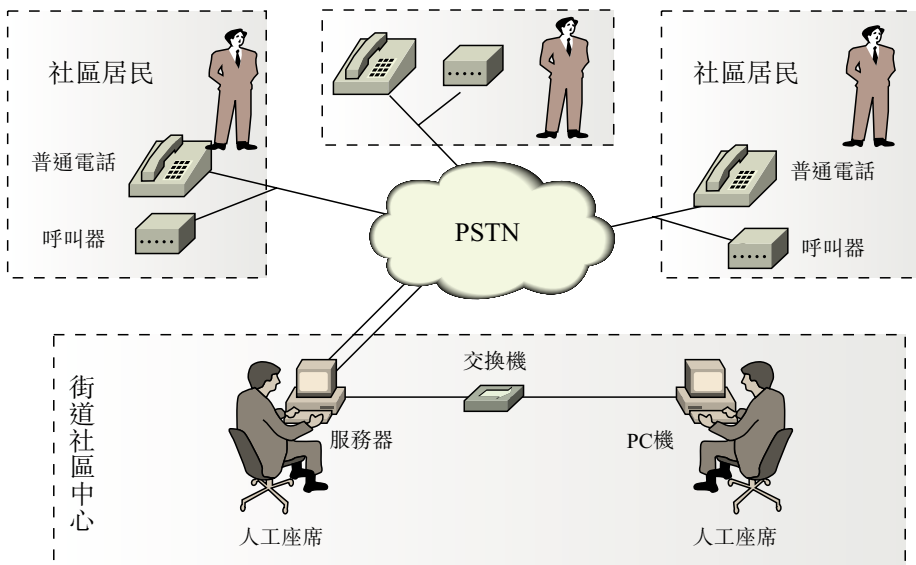 社區居民
普通電話
呼叫器
社區居民
普通電話
呼叫器
PSTN
街道社區中心
交換機
服務器
PC機
人工座席
人工座席